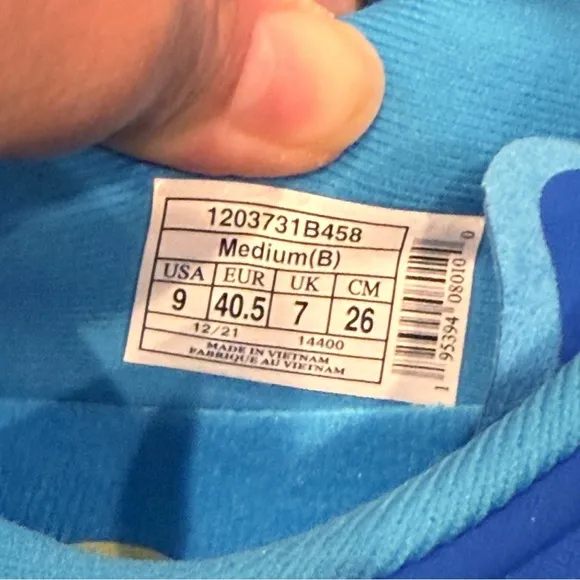 1203731B458
Medium(B)
USA EUR UK CM
9 40.5 7 26
12/21 14400
MADE IN VIETNAM
FABRIQUE AU VIETNAM
1 95394 08010 0